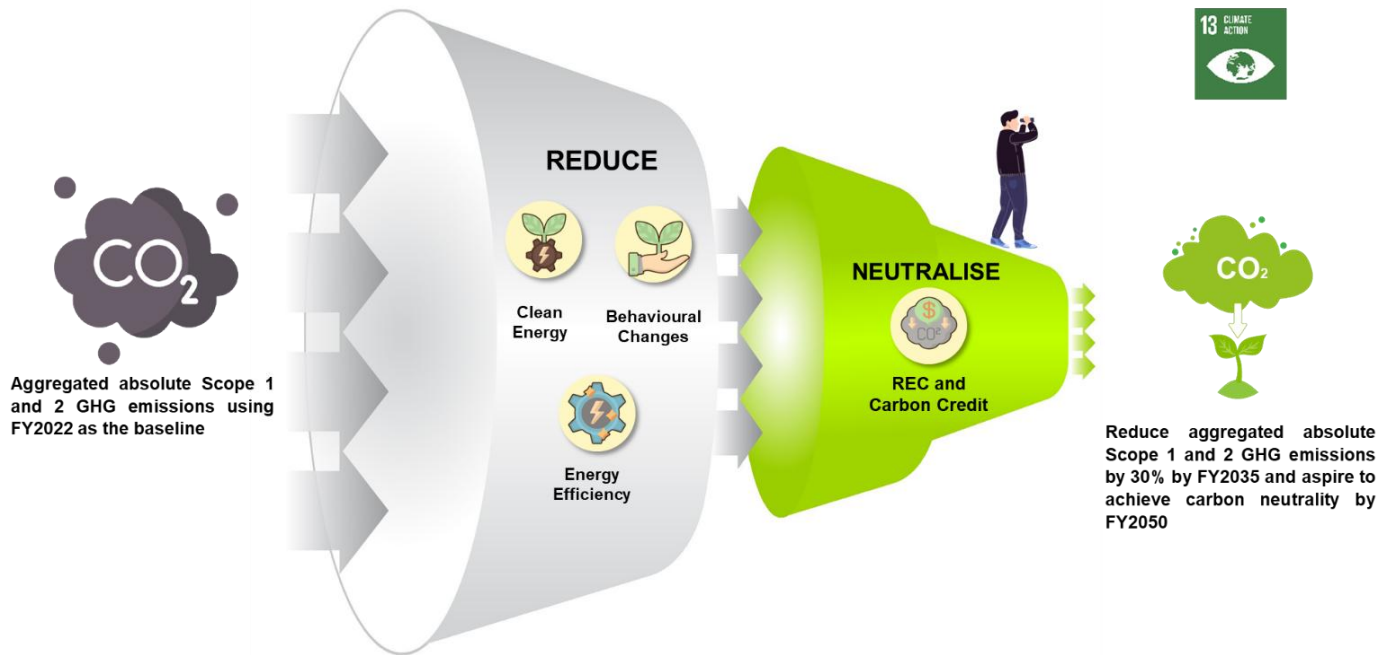 13 CLIMATE
ACTION
REDUCE
Clean
Energy
Behavioural
Changes
Energy
Efficiency
NEUTRALISE
$
REC and
Carbon Credit
CO₂
Aggregated absolute Scope 1
and 2 GHG emissions using
FY2022 as the baseline
CO₂
Reduce aggregated absolute
Scope 1 and 2 GHG emissions
by 30% by FY2035 and aspire to
achieve carbon neutrality by
FY2050